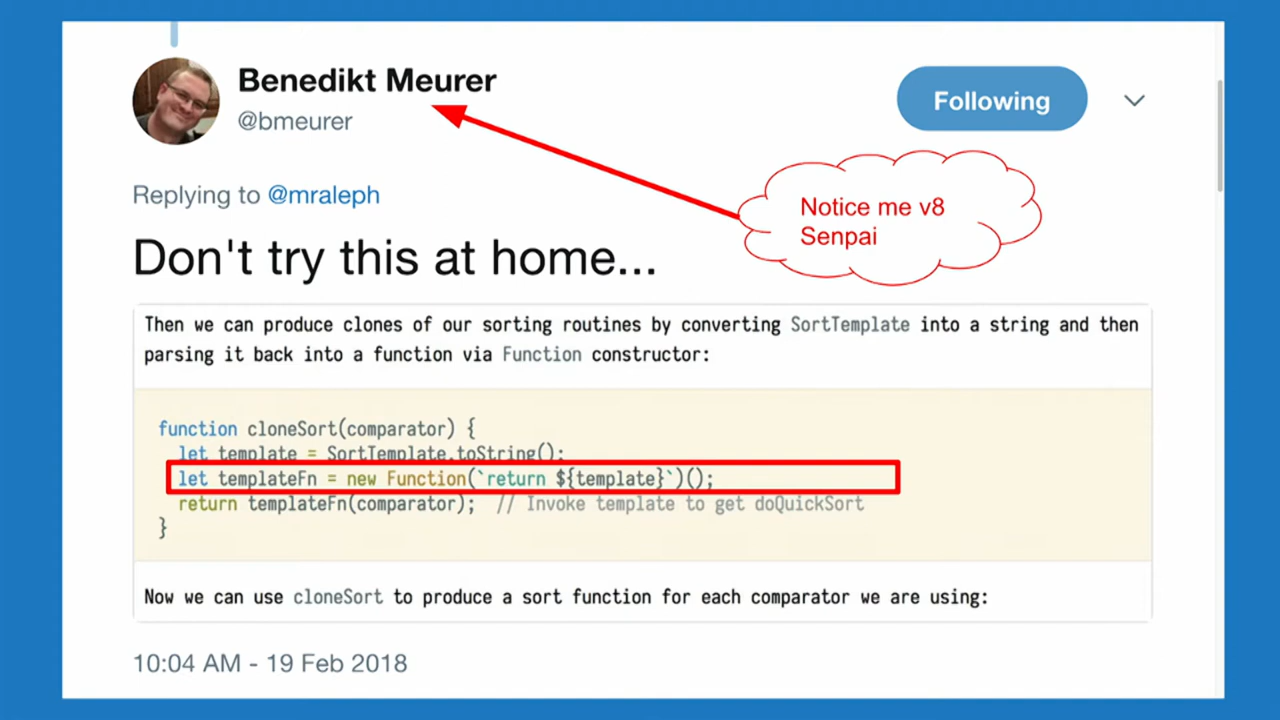 Benedikt Meurer
@bmeurer
Following
Replying to @mraleph
Notice me v8
Senpai
Don't try this at home...
Then we can produce clones of our sorting routines by converting SortTemplate into a string and then
parsing it back into a function via Function constructor:
function cloneSort(comparator) {
let template = SortTemplate.toString();
let templateFn = new Function(`return ${template}`)();
return templateFn(comparator); // Invoke template to get doQuickSort
}
Now we can use cloneSort to produce a sort function for each comparator we are using:
10:04 AM - 19 Feb 2018